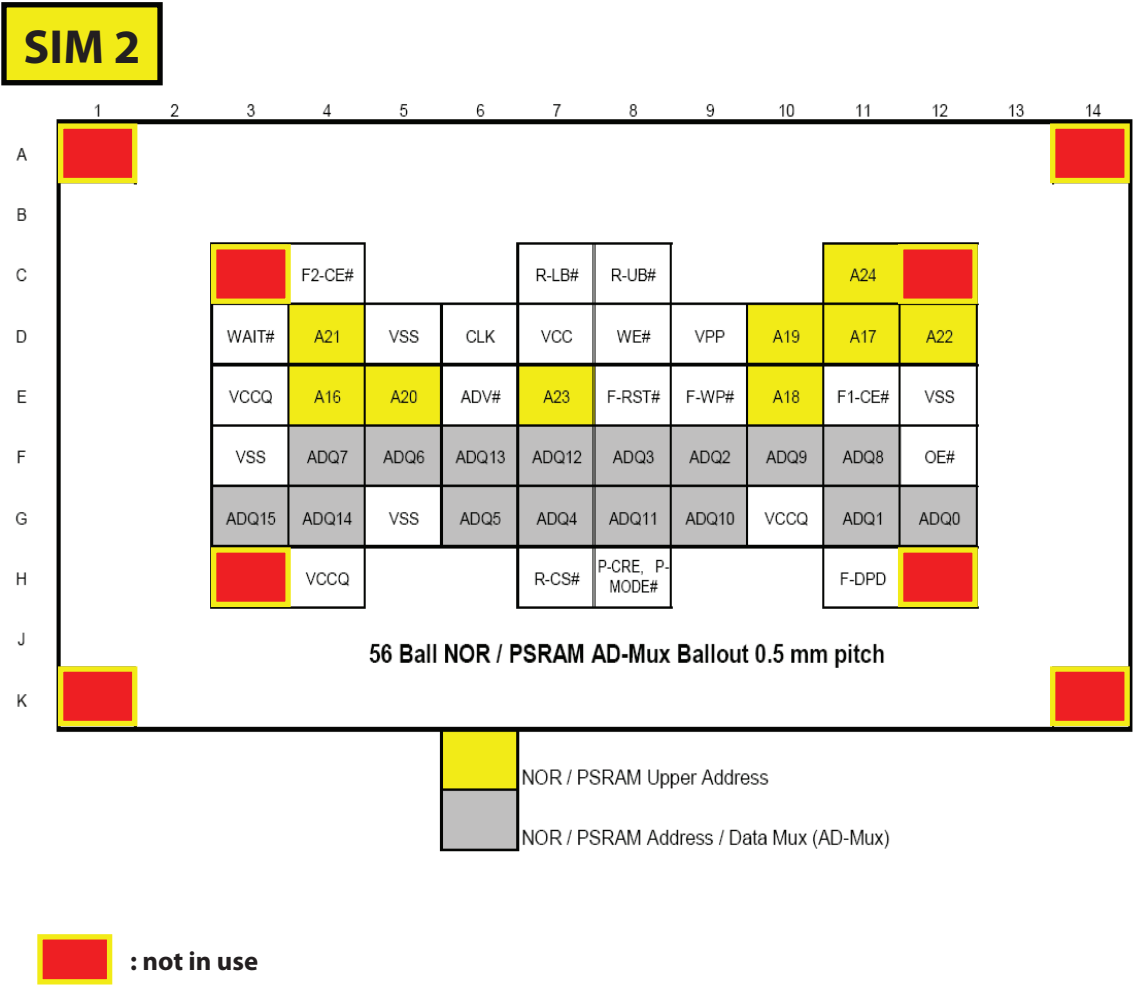 SIM 2
1 2 3 4 5 6 7 8 9 10 11 12 13 14
A
B
C F2-CE# R-LB# R-UB# A24
D WAIT# A21 VSS CLK VCC WE# VPP A19 A17 A22
E VCCQ A16 A20 ADV# A23 F-RST# F-WP# A18 F1-CE# VSS
F VSS ADQ7 ADQ6 ADQ13 ADQ12 ADQ3 ADQ2 ADQ9 ADQ8 OE#
G ADQ15 ADQ14 VSS ADQ5 ADQ4 ADQ11 ADQ10 VCCQ ADQ1 ADQ0
H VCCQ R-CS# P-CRE, P-
MODE# F-DPD
J
56 Ball NOR / PSRAM AD-Mux Ballout 0.5 mm pitch
K
NOR / PSRAM Upper Address
NOR / PSRAM Address / Data Mux (AD-Mux)
: not in use